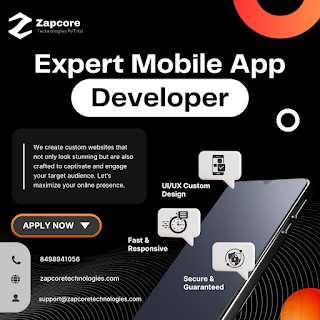 Zapcore
Technologies PVT ltd
Expert Mobile App
Developer
We create custom websites that
not only look stunning but are also
crafted to captivate and engage
your target audience. Let's
maximize your online presence.
UI/UX Custom
Design
APPLY NOW
Fast &
Responsive
8498941056
zapcoretechnologies.com
Secure &
Guaranteed
support@zapcoretechnologies.com